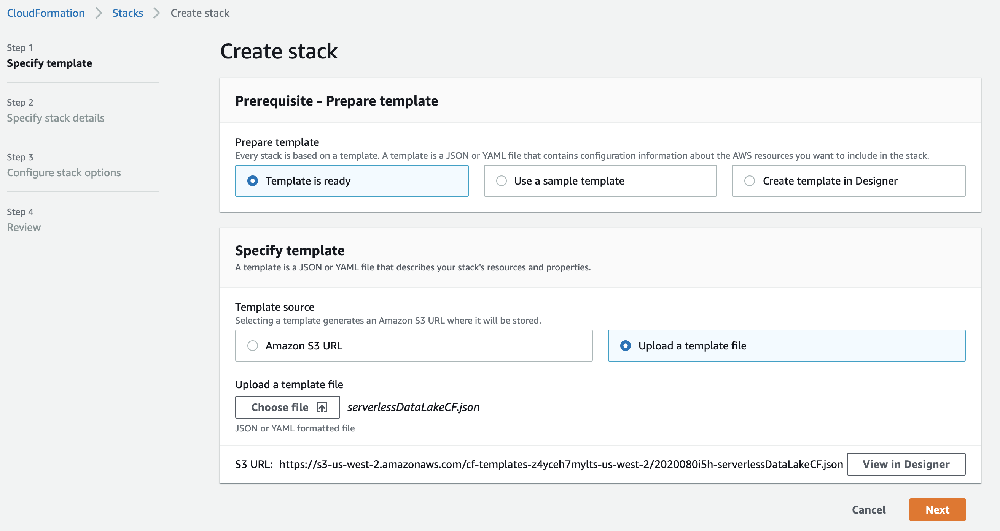 CloudFormation > Stacks > Create stack
Step 1
Specify template
Step 2
Specify stack details
Step 3
Configure stack options
Step 4
Review
Create stack
Prerequisite - Prepare template
Prepare template
Every stack is based on a template. A template is a JSON or YAML file that contains configuration information about the AWS resources you want to include in the stack.
Template is ready
Use a sample template
Create template in Designer
Specify template
A template is a JSON or YAML file that describes your stack's resources and properties.
Template source
Selecting a template generates an Amazon S3 URL where it will be stored.
Amazon S3 URL
Upload a template file
Upload a template file
Choose file serverlessDataLakeCF.json
JSON or YAML formatted file
S3 URL: https://s3-us-west-2.amazonaws.com/cf-templates-z4yceh7mylts-us-west-2/2020080i5h-serverlessDataLakeCF.json View in Designer
Cancel Next